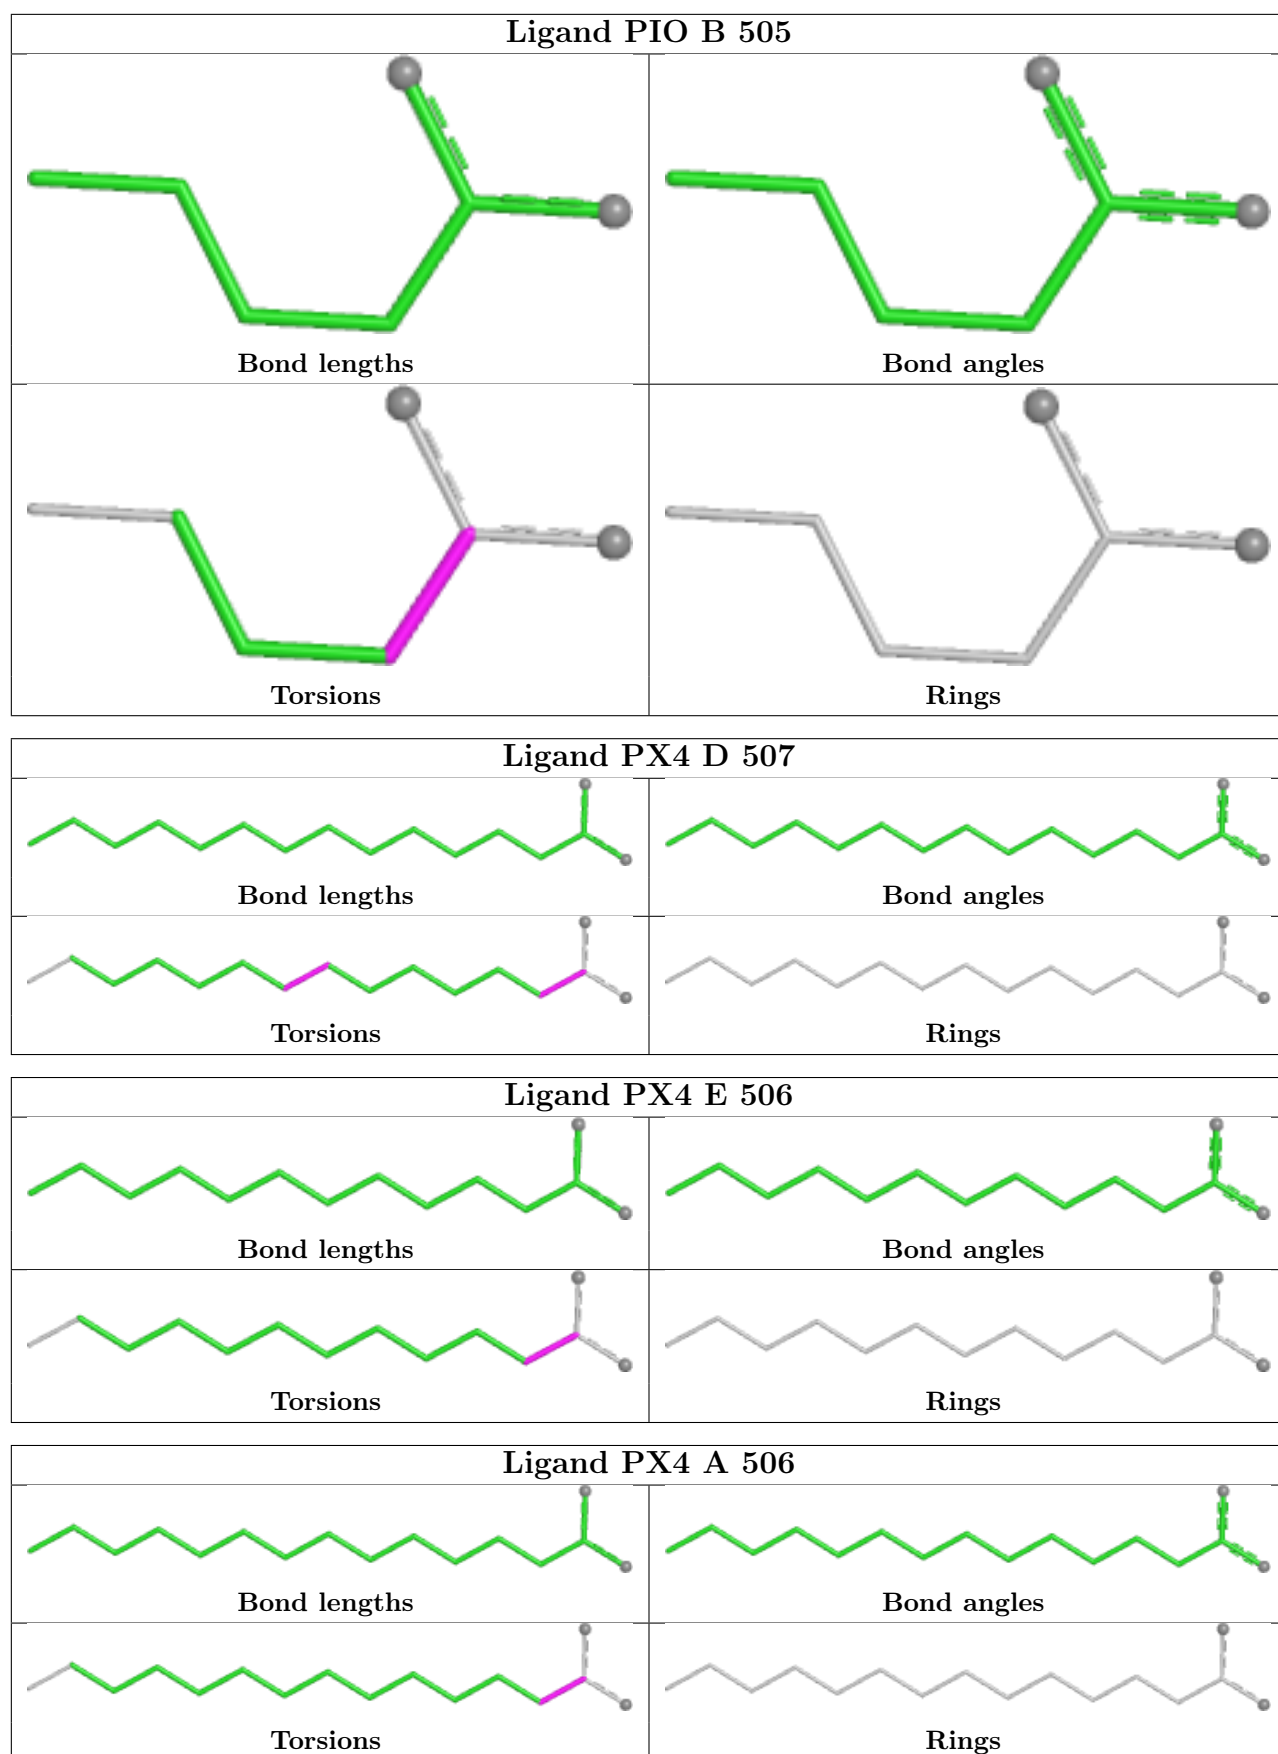 Ligand PIO B 505
Bond lengths
Bond angles
Torsions
Rings
Ligand PX4 D 507
Bond lengths
Bond angles
Torsions
Rings
Ligand PX4 E 506
Bond lengths
Bond angles
Torsions
Rings
Ligand PX4 A 506
Bond lengths
Bond angles
Torsions
Rings